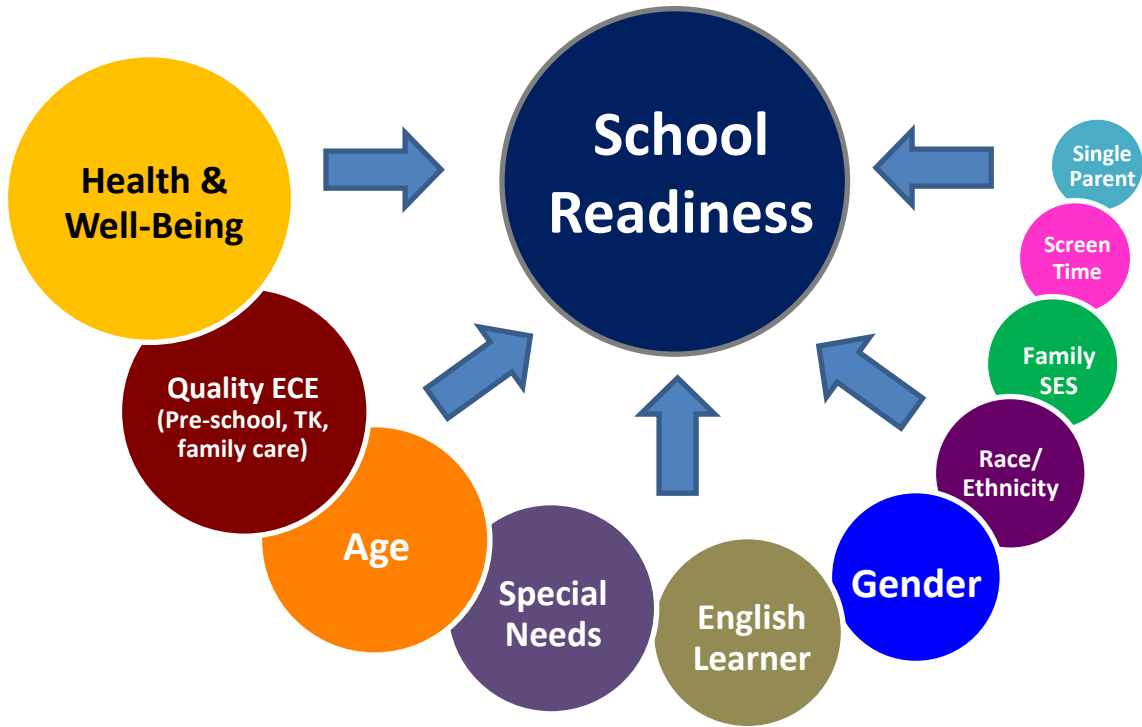 School
Readiness
Health &
Well-Being
Quality ECE
(Pre-school, TK,
family care)
Age
Special
Needs
English
Learner
Gender
Race/
Ethnicity
Family
SES
Screen
Time
Single
Parent